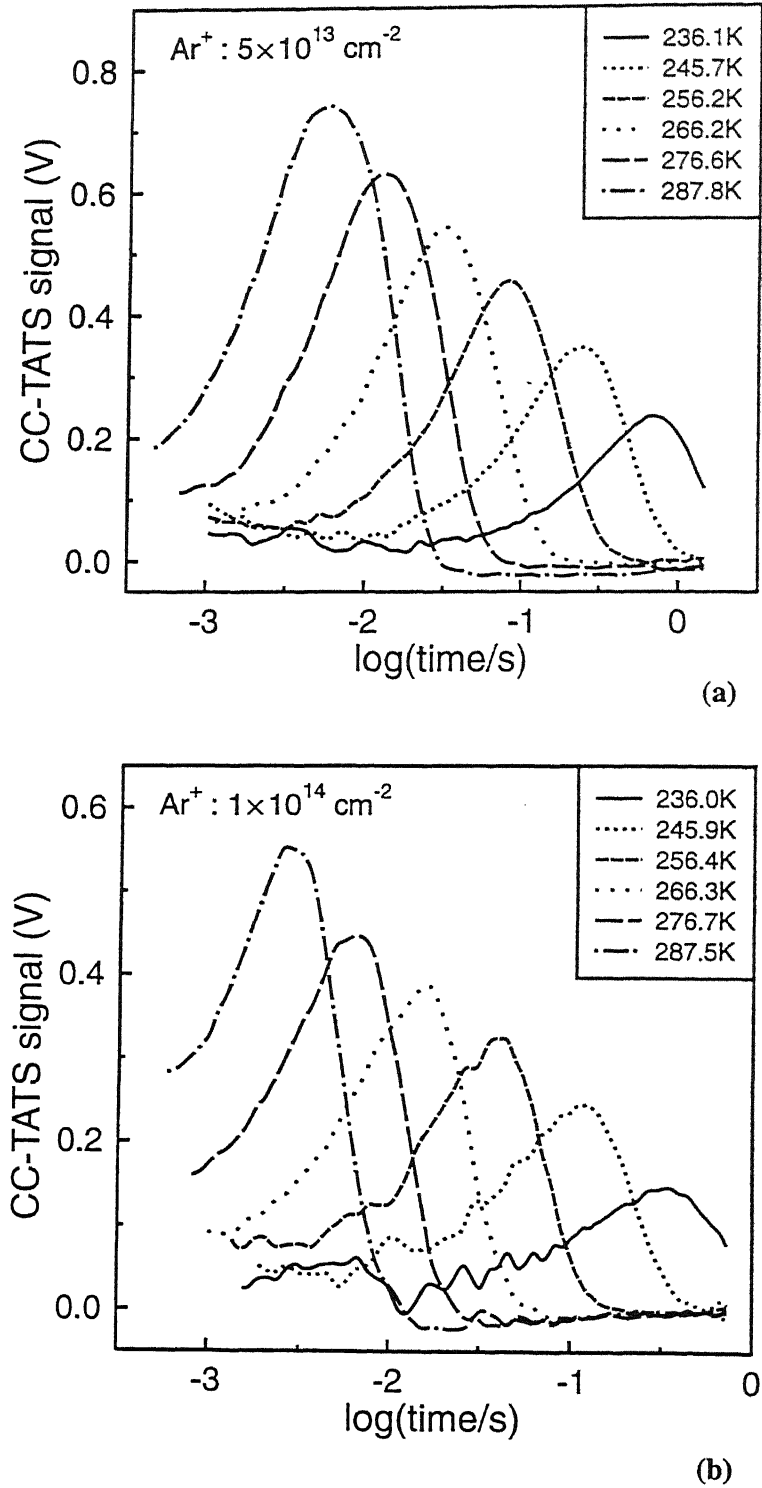 Ar⁺ : 5×10¹³ cm⁻²
236.1K
245.7K
256.2K
266.2K
276.6K
287.8K
CC-TATS signal (V)
0.8
0.6
0.4
0.2
0.0
-3 -2 -1 0
log(time/s)
(a)
Ar⁺ : 1×10¹⁴ cm⁻²
236.0K
245.9K
256.4K
266.3K
276.7K
287.5K
CC-TATS signal (V)
0.6
0.4
0.2
0.0
-3 -2 -1 0
log(time/s)
(b)